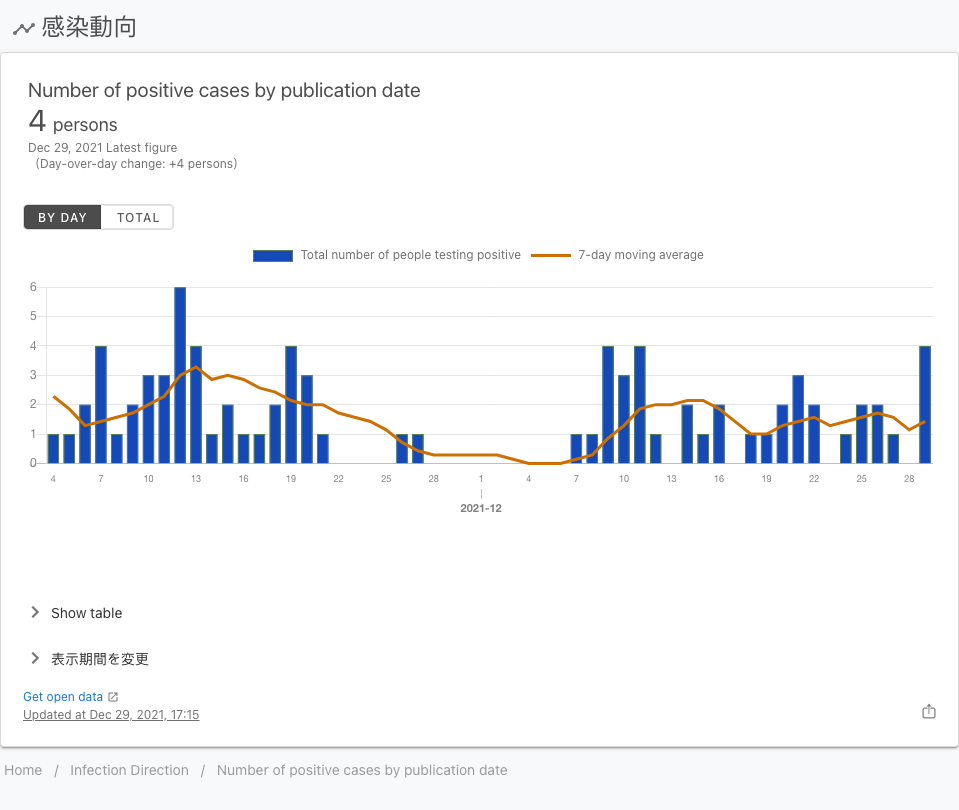 感染動向
Number of positive cases by publication date
4 persons
Dec 29, 2021 Latest figure
（Day-over-day change: +4 persons）
BY DAY TOTAL
Total number of people testing positive 7-day moving average
6
5
4
3
2
1
0
4 7 10 13 16 19 22 25 28 1 4 7 10 13 16 19 22 25 28
2021-12
Show table
表示期間を変更
Get open data
Updated at Dec 29, 2021, 17:15
Home / Infection Direction / Number of positive cases by publication date